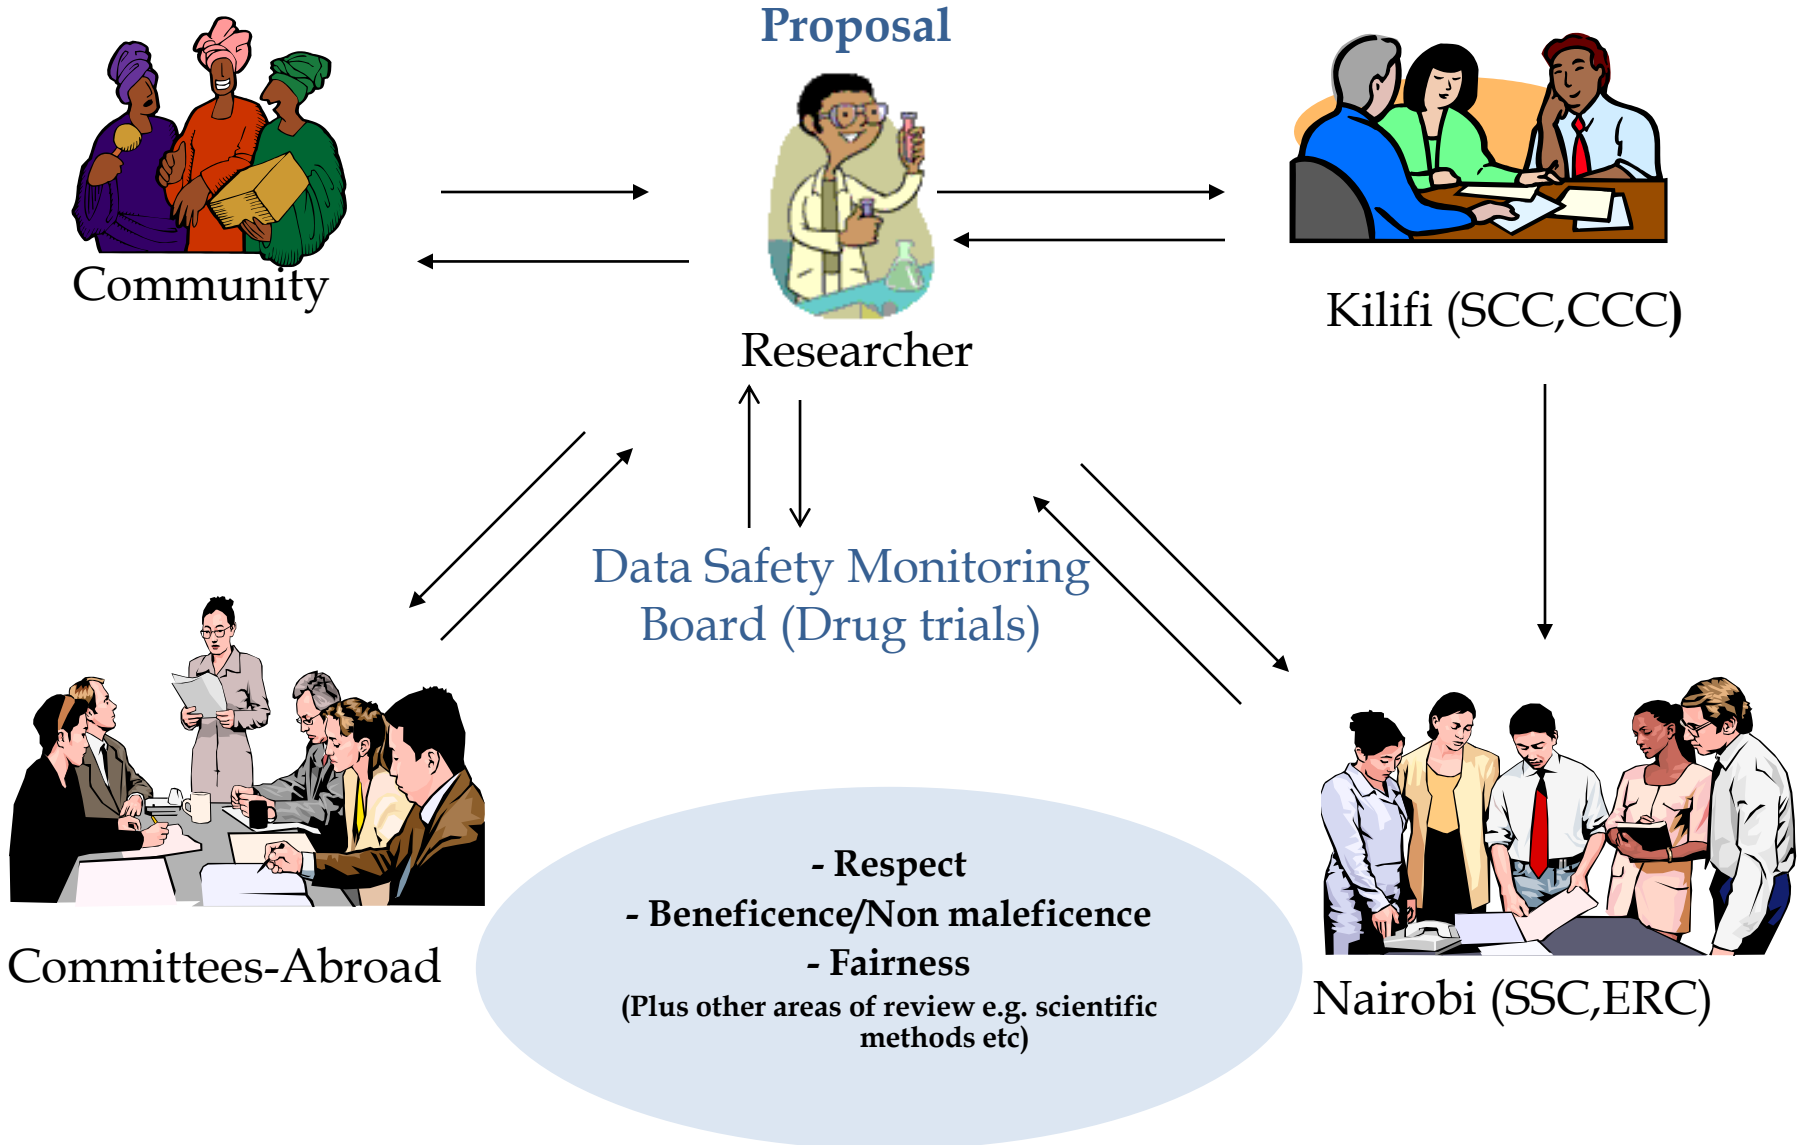 Proposal
Community
Researcher
Kilifi (SCC,CCC)
Data Safety Monitoring
Board (Drug trials)
Committees-Abroad
- Respect
- Beneficence/Non maleficence
- Fairness
(Plus other areas of review e.g. scientific
methods etc)
Nairobi (SSC,ERC)